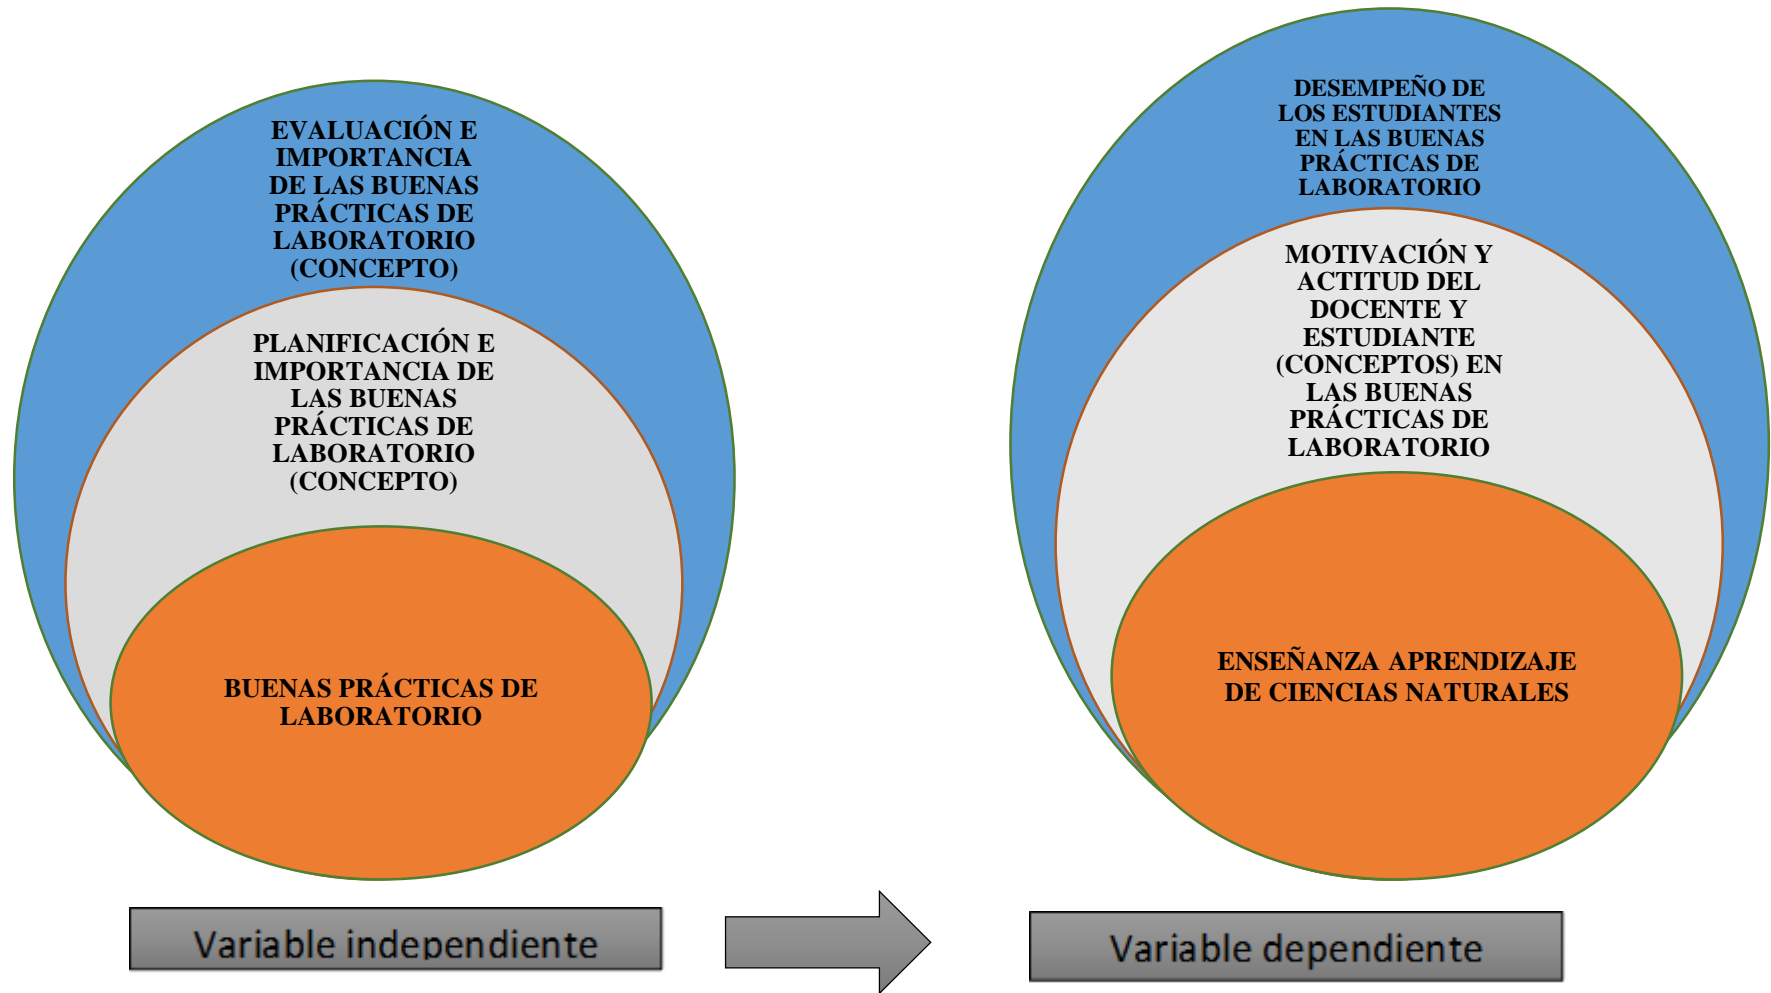 EVALUACIÓN E
IMPORTANCIA
DE LAS BUENAS
PRÁCTICAS DE
LABORATORIO
(CONCEPTO)
PLANIFICACIÓN E
IMPORTANCIA DE
LAS BUENAS
PRÁCTICAS DE
LABORATORIO
(CONCEPTO)
BUENAS PRÁCTICAS DE
LABORATORIO
Variable independiente
DESEMPEÑO DE
LOS ESTUDIANTES
EN LAS BUENAS
PRÁCTICAS DE
LABORATORIO
MOTIVACIÓN Y
ACTITUD DEL
DOCENTE Y
ESTUDIANTE
(CONCEPTOS) EN
LAS BUENAS
PRÁCTICAS DE
LABORATORIO
ENSEÑANZA APRENDIZAJE
DE CIENCIAS NATURALES
Variable dependiente